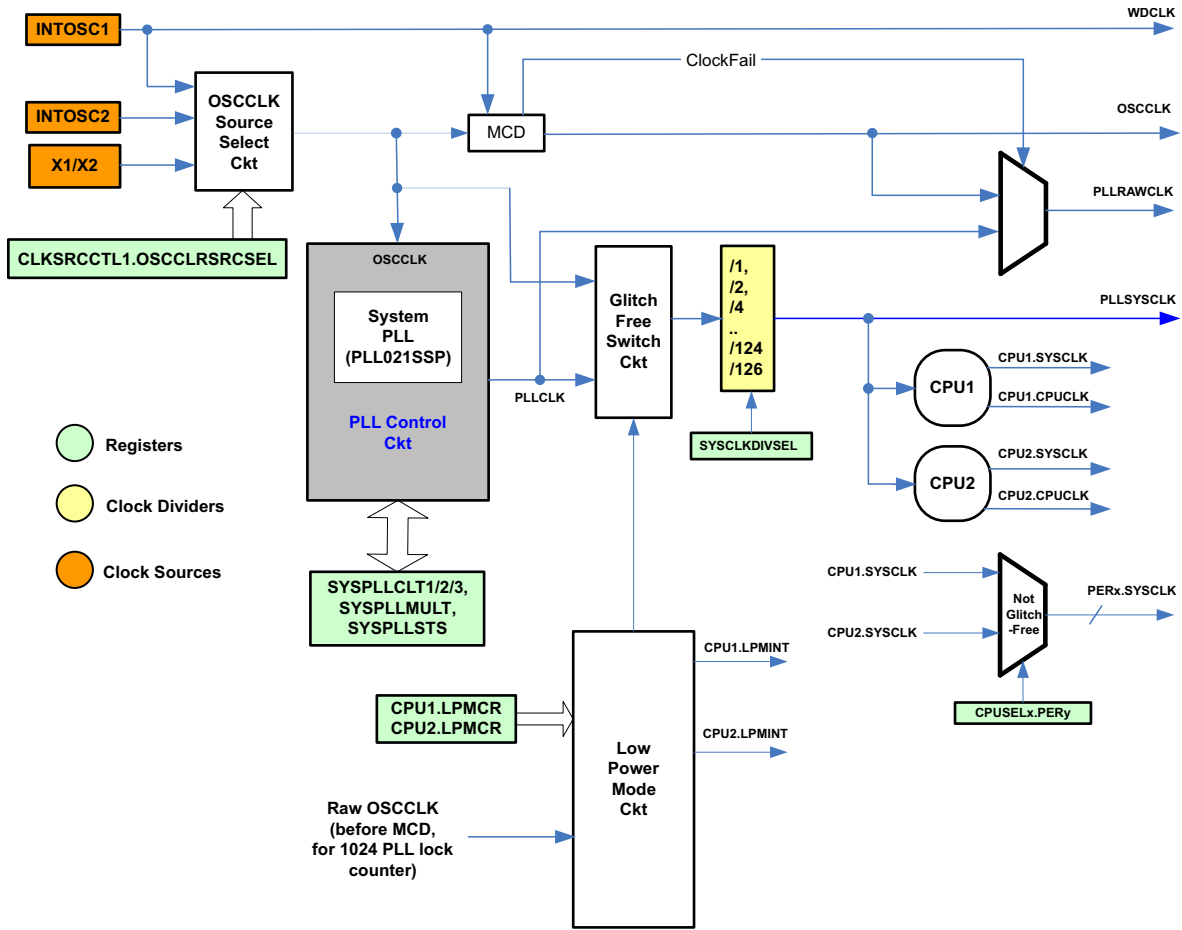 INTOSC1
WDCLK
ClockFail
INTOSC2
OSCCLK
Source
Select
Ckt
MCD
OSCCLK
X1/X2
PLLRAWCLK
CLKSRCCTL1.OSCCLRSRCSEL
OSCCLK
System
PLL
(PLL021SSP)
PLL Control
Ckt
PLLCLK
Glitch
Free
Switch
Ckt
/1,
/2,
/4
..
/124
/126
SYSCLKDIVSEL
PLLSYSCLK
CPU1
CPU1.SYSCLK
CPU1.CPUCLK
CPU2
CPU2.SYSCLK
CPU2.CPUCLK
Registers
Clock Dividers
Clock Sources
SYSPLLCLT1/2/3,
SYSPLLMULT,
SYSPLLSTS
CPU1.SYSCLK
CPU2.SYSCLK
Not
Glitch
-Free
PERx.SYSCLK
CPUSELx.PERy
CPU1.LPMCR
CPU2.LPMCR
Low
Power
Mode
Ckt
CPU1.LPMINT
CPU2.LPMINT
Raw OSCCLK
(before MCD,
for 1024 PLL lock
counter)